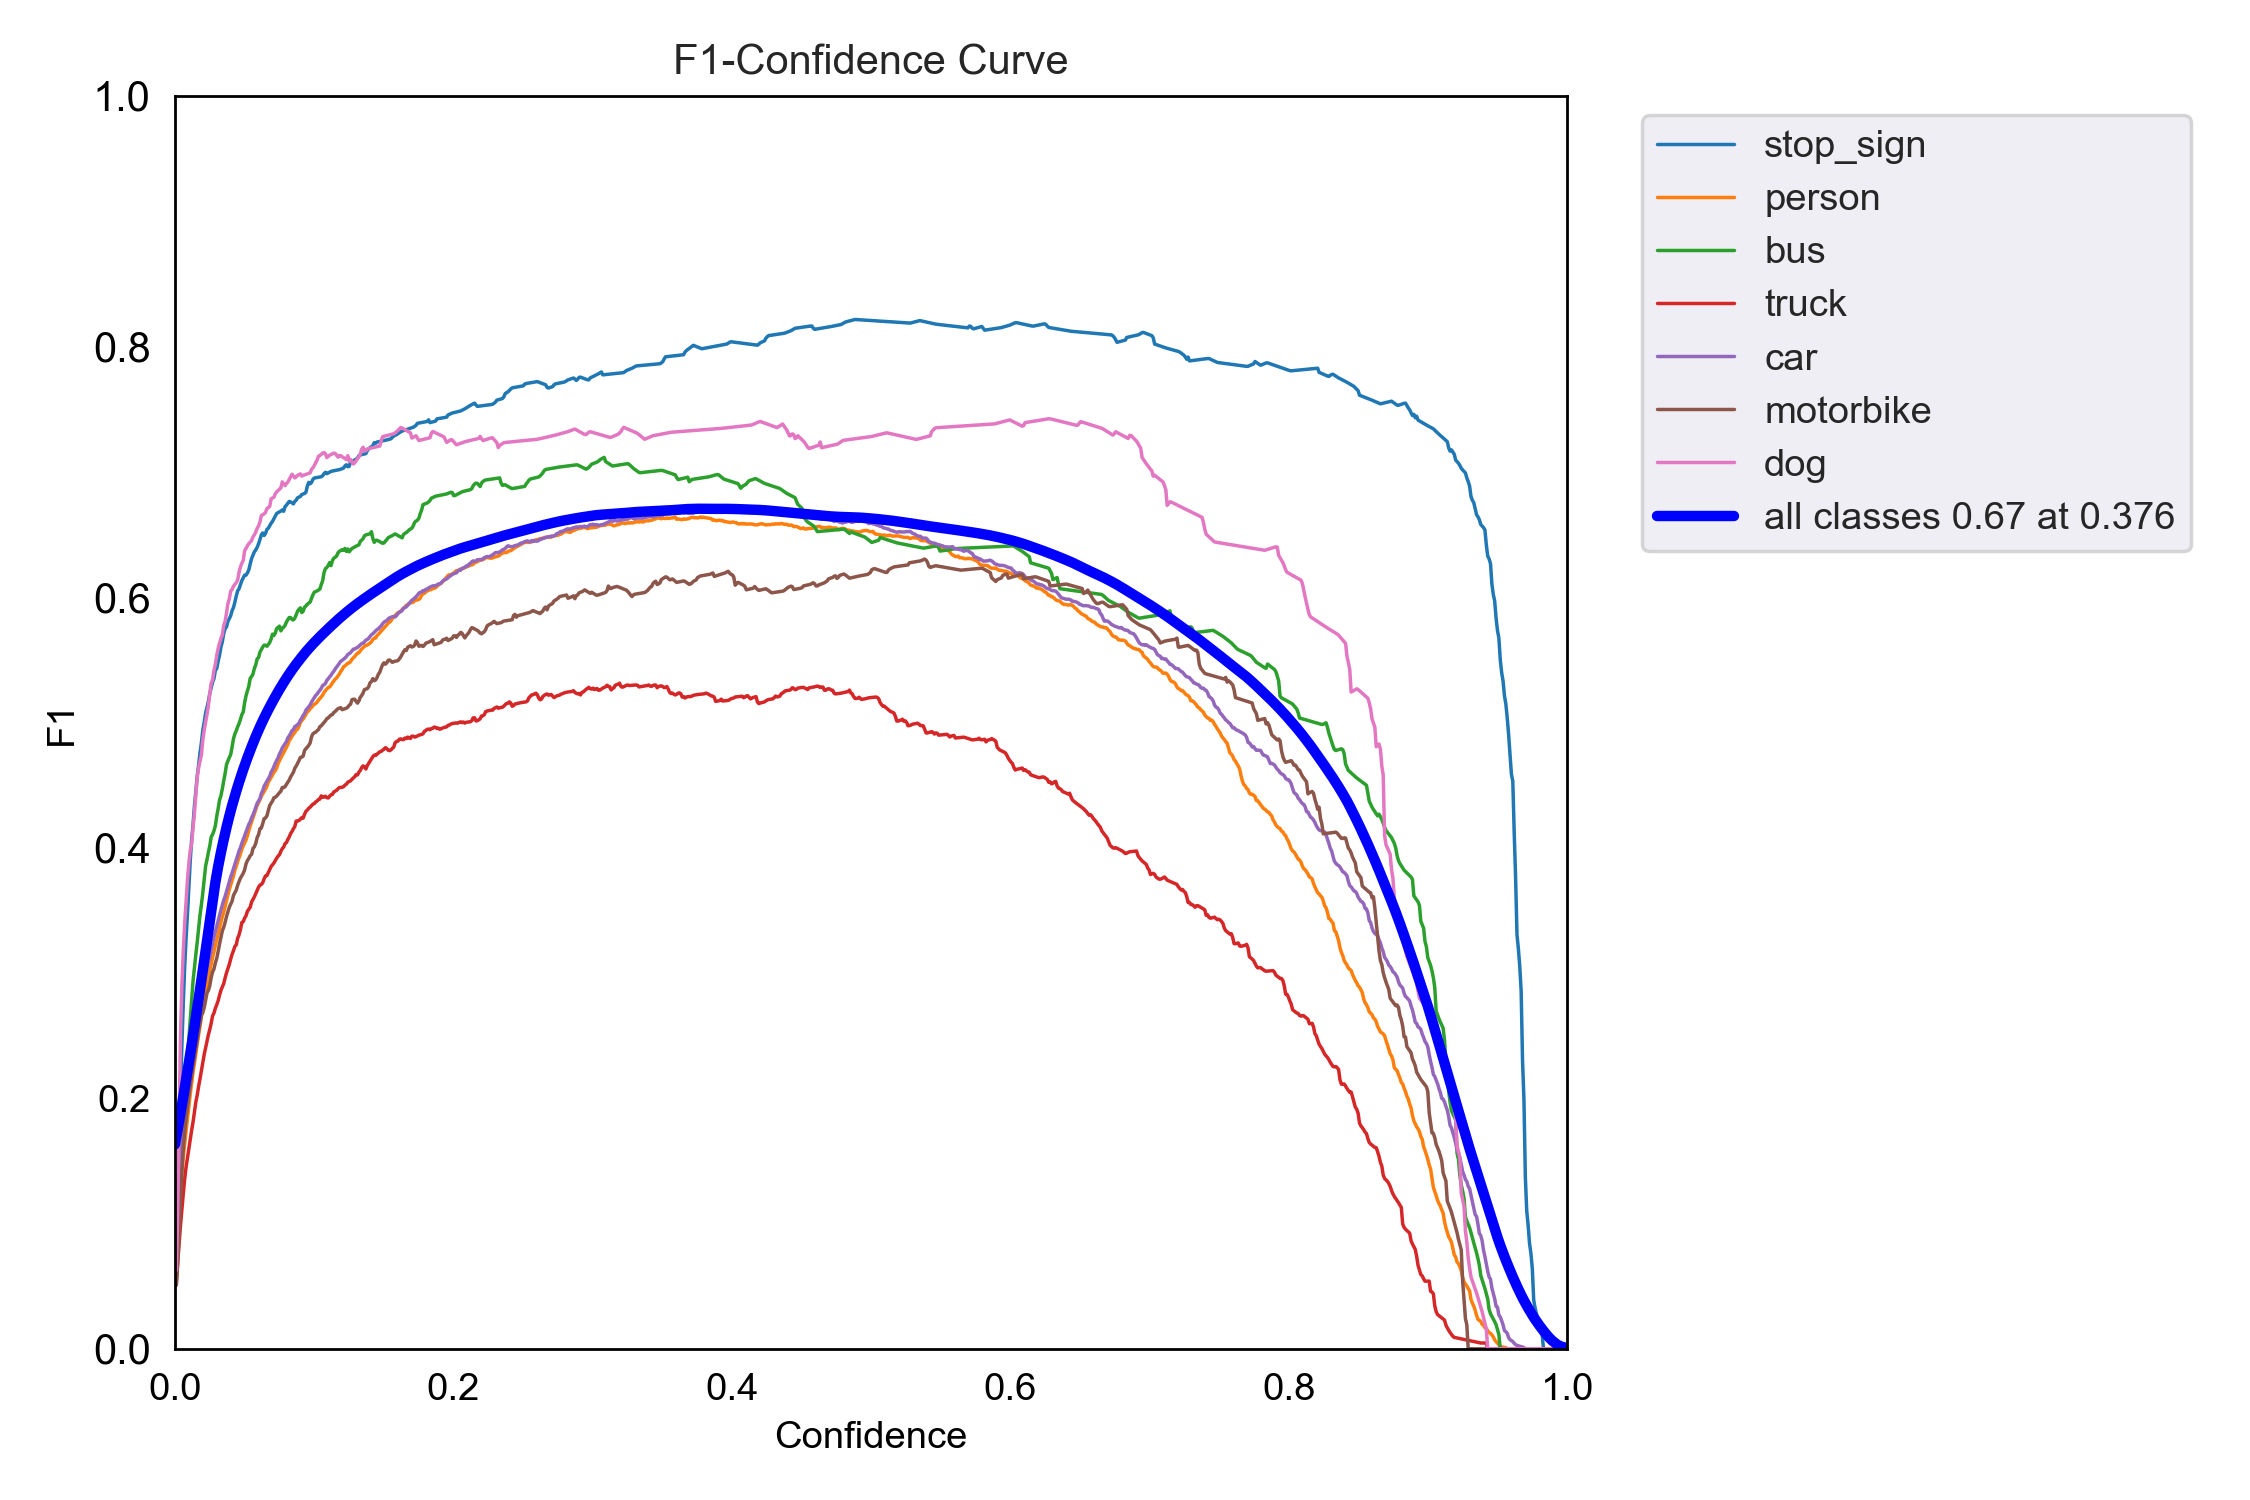 F1-Confidence Curve
1.0
0.8
0.6
0.4
0.2
0.0
F1
0.0 0.2 0.4 0.6 0.8 1.0
Confidence
stop_sign
person
bus
truck
car
motorbike
dog
all classes 0.67 at 0.376